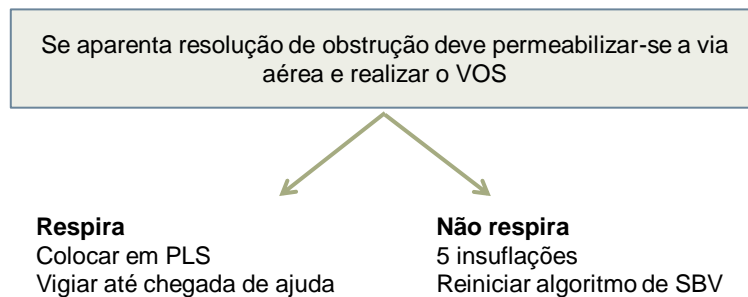 Se aparenta resolução de obstrução deve permeabilizar-se a via
aérea e realizar o VOS
Respira
Colocar em PLS
Vigiar até chegada de ajuda
Não respira
5 insuflações
Reiniciar algoritmo de SBV